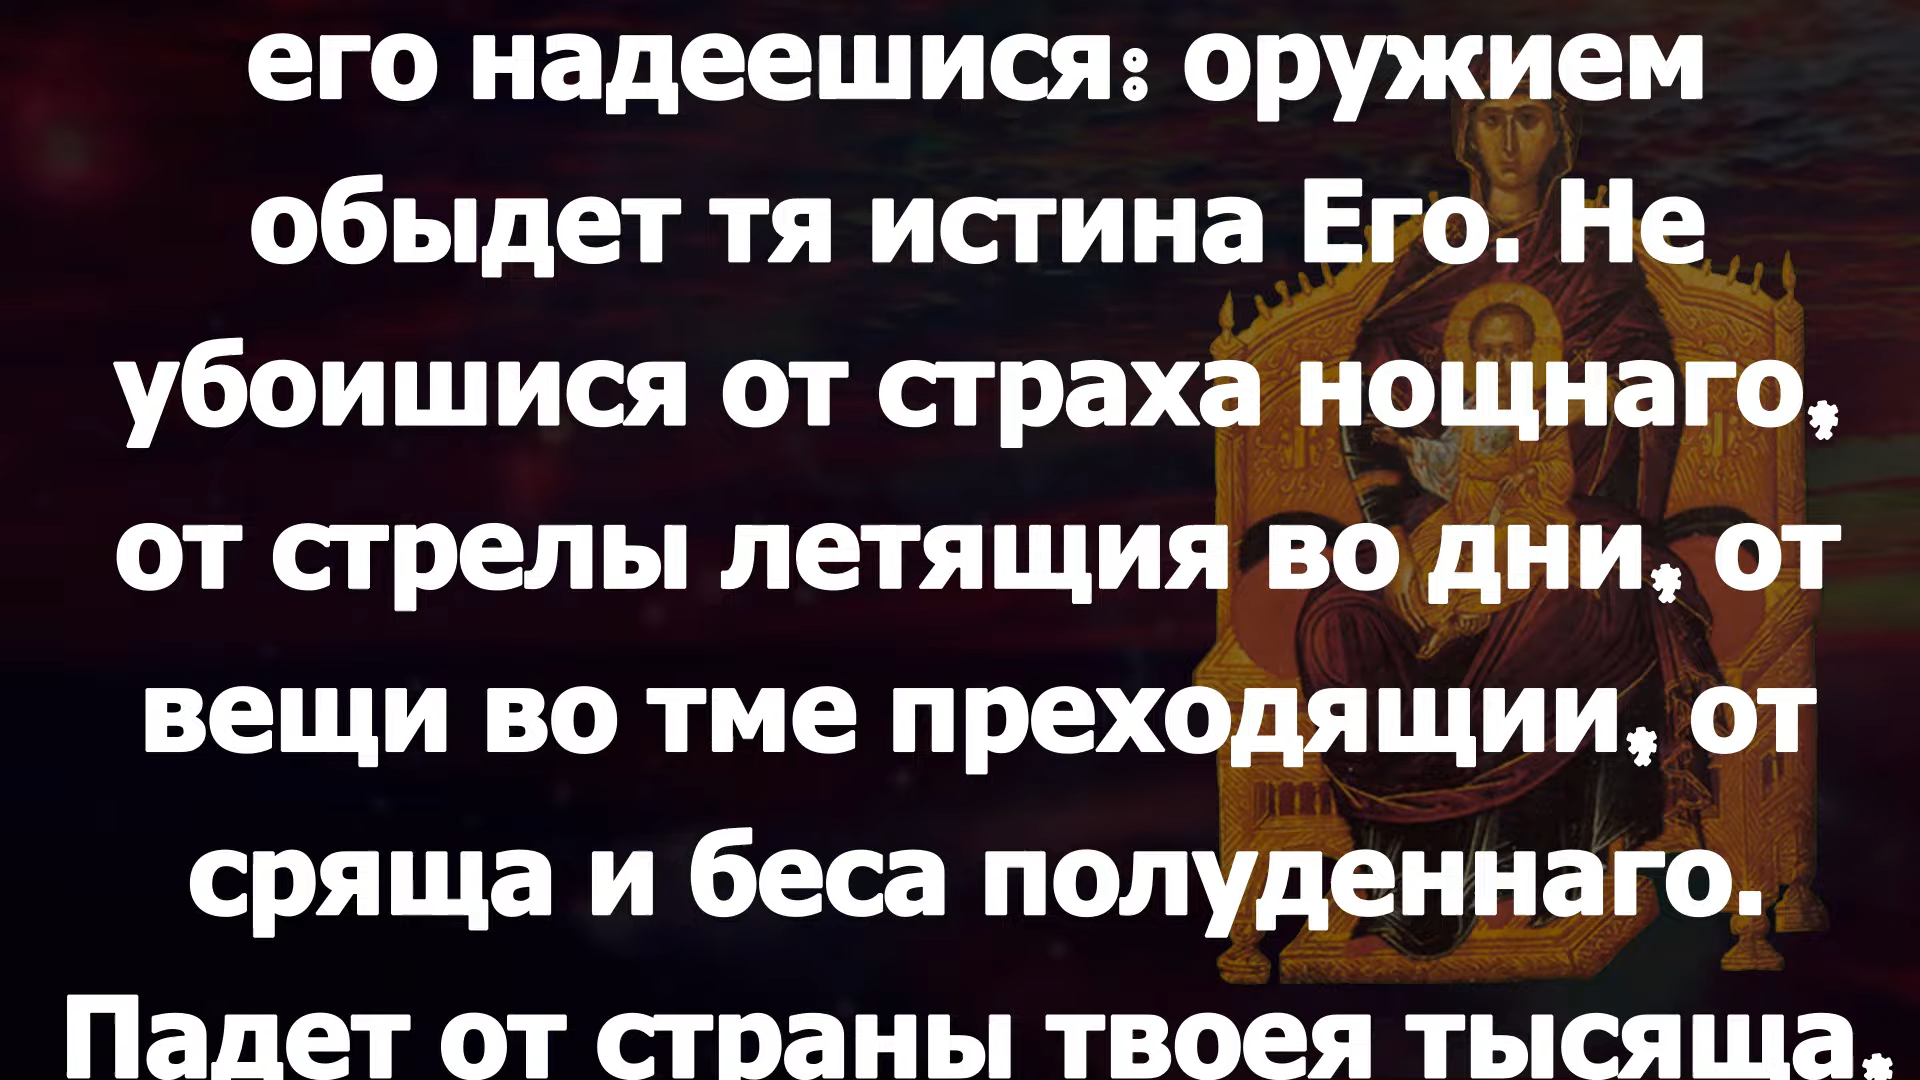 его надеешися: оружием
обыдет тя истина Его. Не
убоишися от страха нощнаго,
от стрелы летящия во дни, от
вещи во тме преходящии, от
сряща и беса полуденнаго.
Падет от страны твоея тысяща,